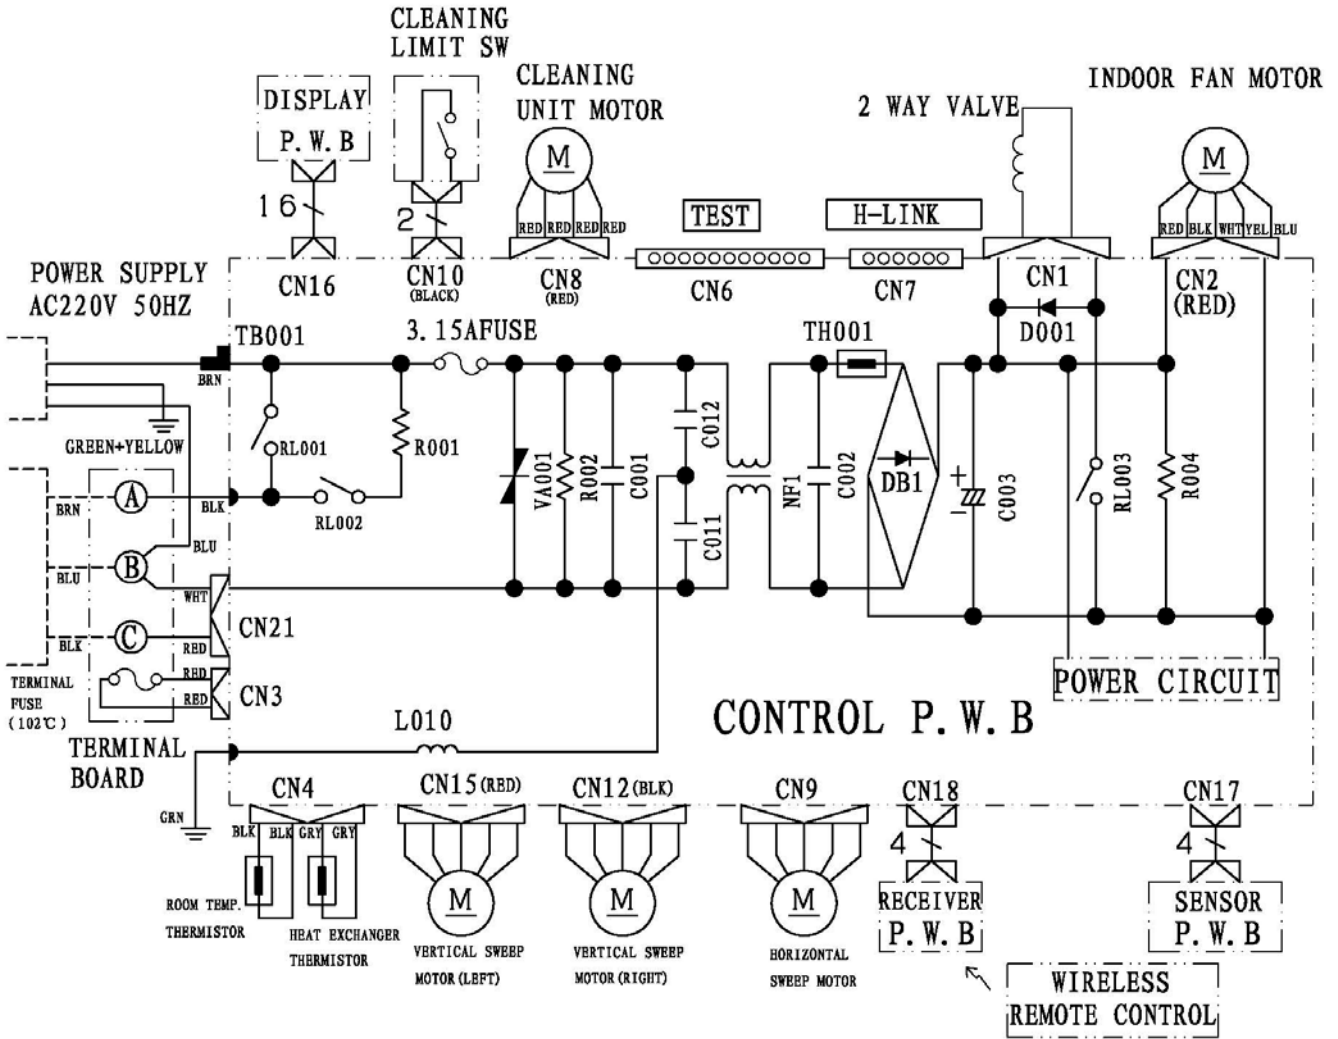 CLEANING
LIMIT SW
CLEANING
UNIT MOTOR
INDOOR FAN MOTOR
2 WAY VALVE
DISPLAY
P. W. B
M
M
16
2
TEST
H-LINK
RED RED RED RED
RED BLK WHT YEL BLU
POWER SUPPLY
AC220V 50HZ
CN16
CN10
(BLACK)
CN8
(RED)
CN6
CN7
CN1
CN2
(RED)
TB001
3. 15AFUSE
TH001
D001
BRN
GREEN+YELLOW
RL001
R001
VA001
R002
C001
C012
C011
NF1
C002
DB1
+
-
C003
RL003
R004
A
BRN
BLK
RL002
BLU
B
BLU
WHT
C
BLK
RED
CN21
RED
RED
CN3
TERMINAL
FUSE
(102℃)
TERMINAL
BOARD
POWER CIRCUIT
CONTROL P. W. B
L010
GRN
CN4
CN15(RED)
CN12(BLK)
CN9
CN18
CN17
BLK BLK GRY GRY
4
4
M
M
M
ROOM TEMP.
THERMISTOR
HEAT EXCHANGER
THERMISTOR
VERTICAL SWEEP
MOTOR(LEFT)
VERTICAL SWEEP
MOTOR(RIGHT)
HORIZONTAL
SWEEP MOTOR
RECEIVER
P. W. B
SENSOR
P. W. B
WIRELESS
REMOTE CONTROL